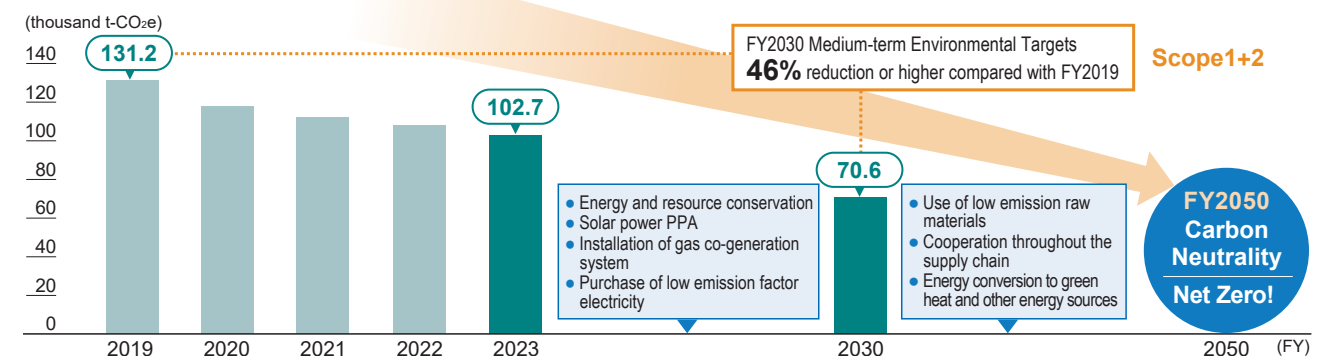 (thousand t-CO₂e)
140
120
100
80
60
40
20
0
131.2
102.7
70.6
FY2030 Medium-term Environmental Targets
46% reduction or higher compared with FY2019
Scope1+2
● Energy and resource conservation
● Solar power PPA
● Installation of gas co-generation
system
● Purchase of low emission factor
electricity
● Use of low emission raw
materials
● Cooperation throughout the
supply chain
● Energy conversion to green
heat and other energy sources
FY2050
Carbon
Neutrality
Net Zero!
2019 2020 2021 2022 2023 2030 2050 (FY)